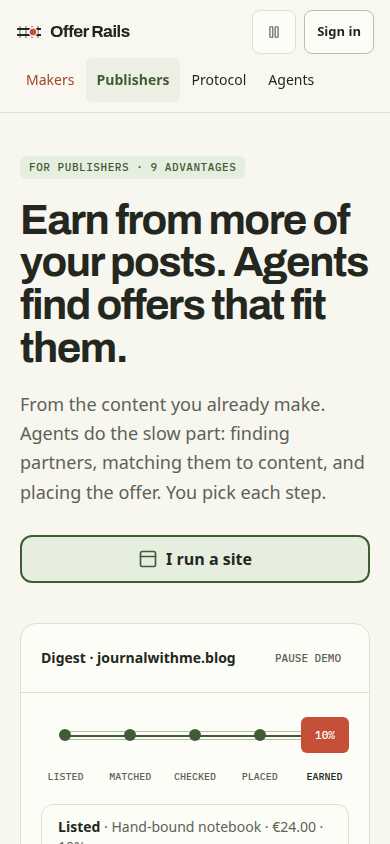 Offer Rails
Sign in
Makers
Publishers
Protocol
Agents
FOR PUBLISHERS · 9 ADVANTAGES
Earn from more of
your posts. Agents
find offers that fit
them.
From the content you already make.
Agents do the slow part: finding
partners, matching them to content, and
placing the offer. You pick each step.
I run a site
Digest · journalwithme.blog
PAUSE DEMO
10%
LISTED
MATCHED
CHECKED
PLACED
EARNED
Listed · Hand-bound notebook · €24.00 ·
10%